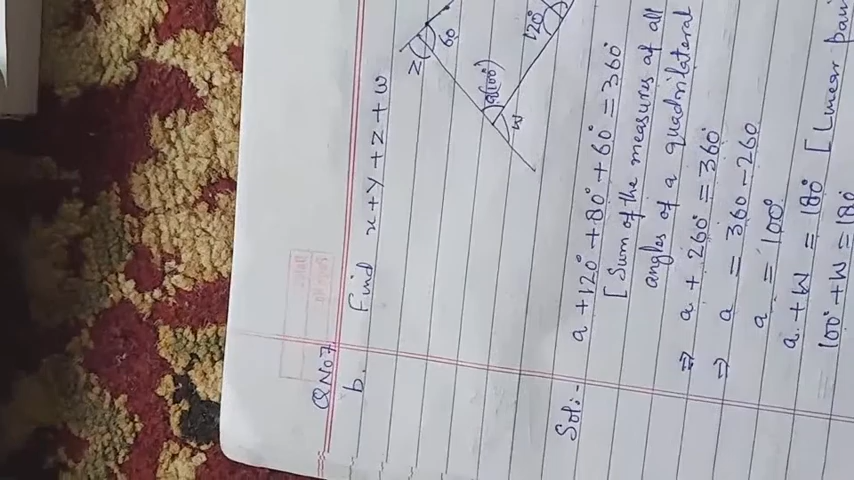 Q No 7
b. Find x + y + z + w
z 60
120°
a(100°)
w
Sol:- a + 120° + 80° + 60° = 360°
[Sum of the measures of all
angles of a quadrilateral
⇒ a + 260° = 360°
⇒ a = 360 - 260
a = 100°
a + W = 180° [Linear pair
100° + W = 180